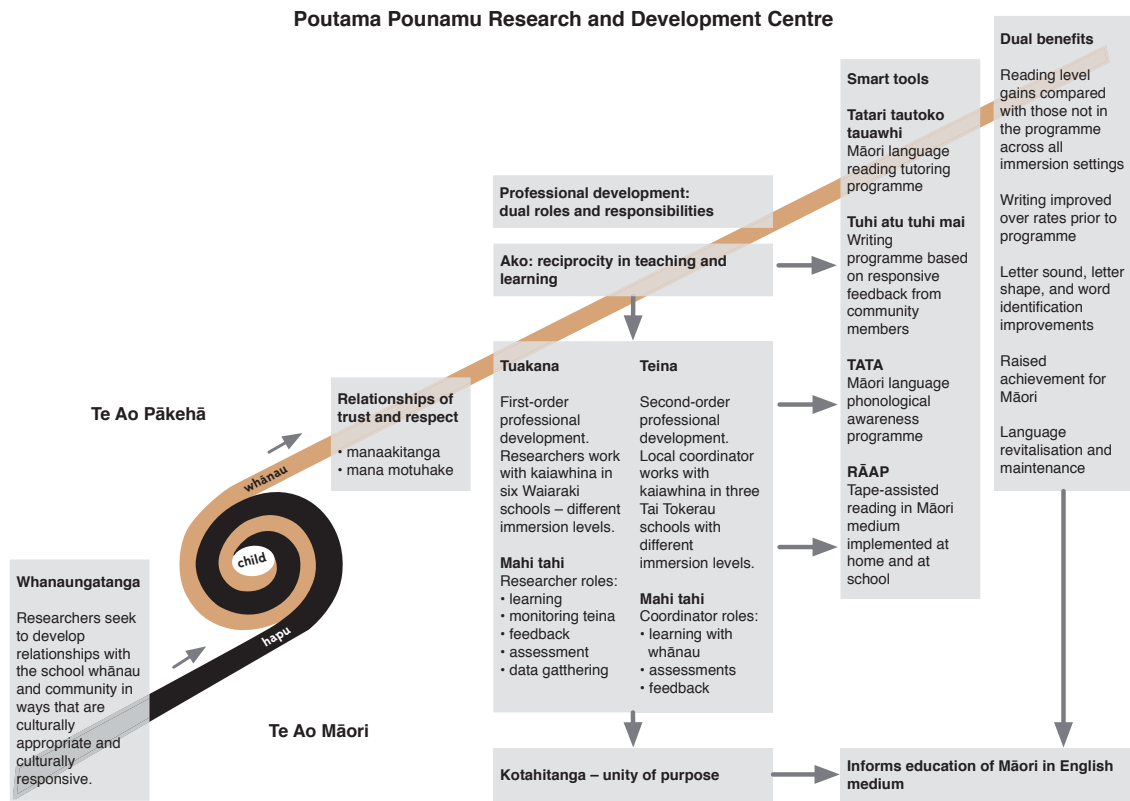 Poutama Pounamu Research and Development Centre
Whanaungatanga
Researchers seek
to develop
relationships with
the school whānau
and community in
ways that are
culturally
appropriate and
culturally
responsive.
Te Ao Pākehā
whānau
child
hapu
Te Ao Māori
Relationships of
trust and respect
• manaakitanga
• mana motuhake
Professional development:
dual roles and responsibilities
Ako: reciprocity in teaching and
learning
Tuakana
First-order
professional
development.
Researchers work
with kaiawhina in
six Waiaraki
schools – different
immersion levels.
Mahi tahi
Researcher roles:
• learning
• monitoring teina
• feedback
• assessment
• data gatthering
Teina
Second-order
professional
development.
Local coordinator
works with
kaiawhina in three
Tai Tokerau
schools with
different
immersion levels.
Mahi tahi
Coordinator roles:
• learning with
whānau
• assessments
• feedback
Kotahitanga – unity of purpose
Smart tools
Tatari tautoko
tauawhi
Māori language
reading tutoring
programme
Tuhi atu tuhi mai
Writing
programme based
on responsive
feedback from
community
members
TATA
Māori language
phonological
awareness
programme
RĀAP
Tape-assisted
reading in Māori
medium
implemented at
home and at
school
Dual benefits
Reading level
gains compared
with those not in
the programme
across all
immersion settings
Writing improved
over rates prior to
programme
Letter sound, letter
shape, and word
identification
improvements
Raised
achievement for
Māori
Language
revitalisation and
maintenance
Informs education of Māori in English
medium